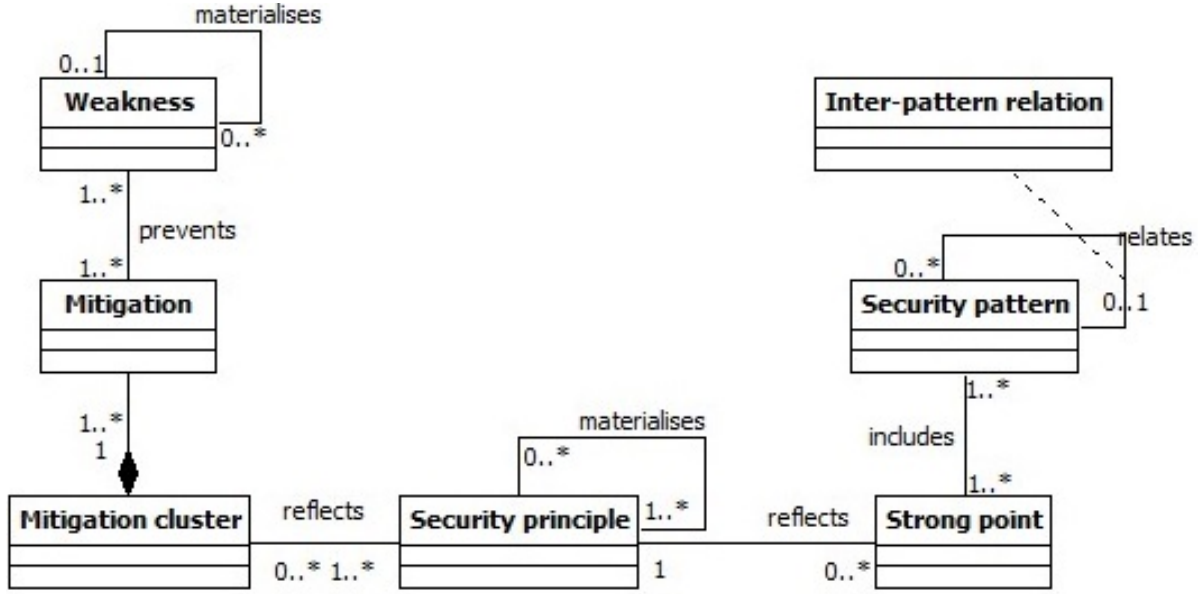 materialises
0..1
Weakness
0..*
Inter-pattern relation
1..*
prevents
1..*
relates
0..*
0..1
Mitigation
Security pattern
1..*
1
1..*
materialises
includes
0..*
1..*
1..*
Mitigation cluster
reflects
Security principle
reflects
Strong point
0..* 1..*
1
0..*